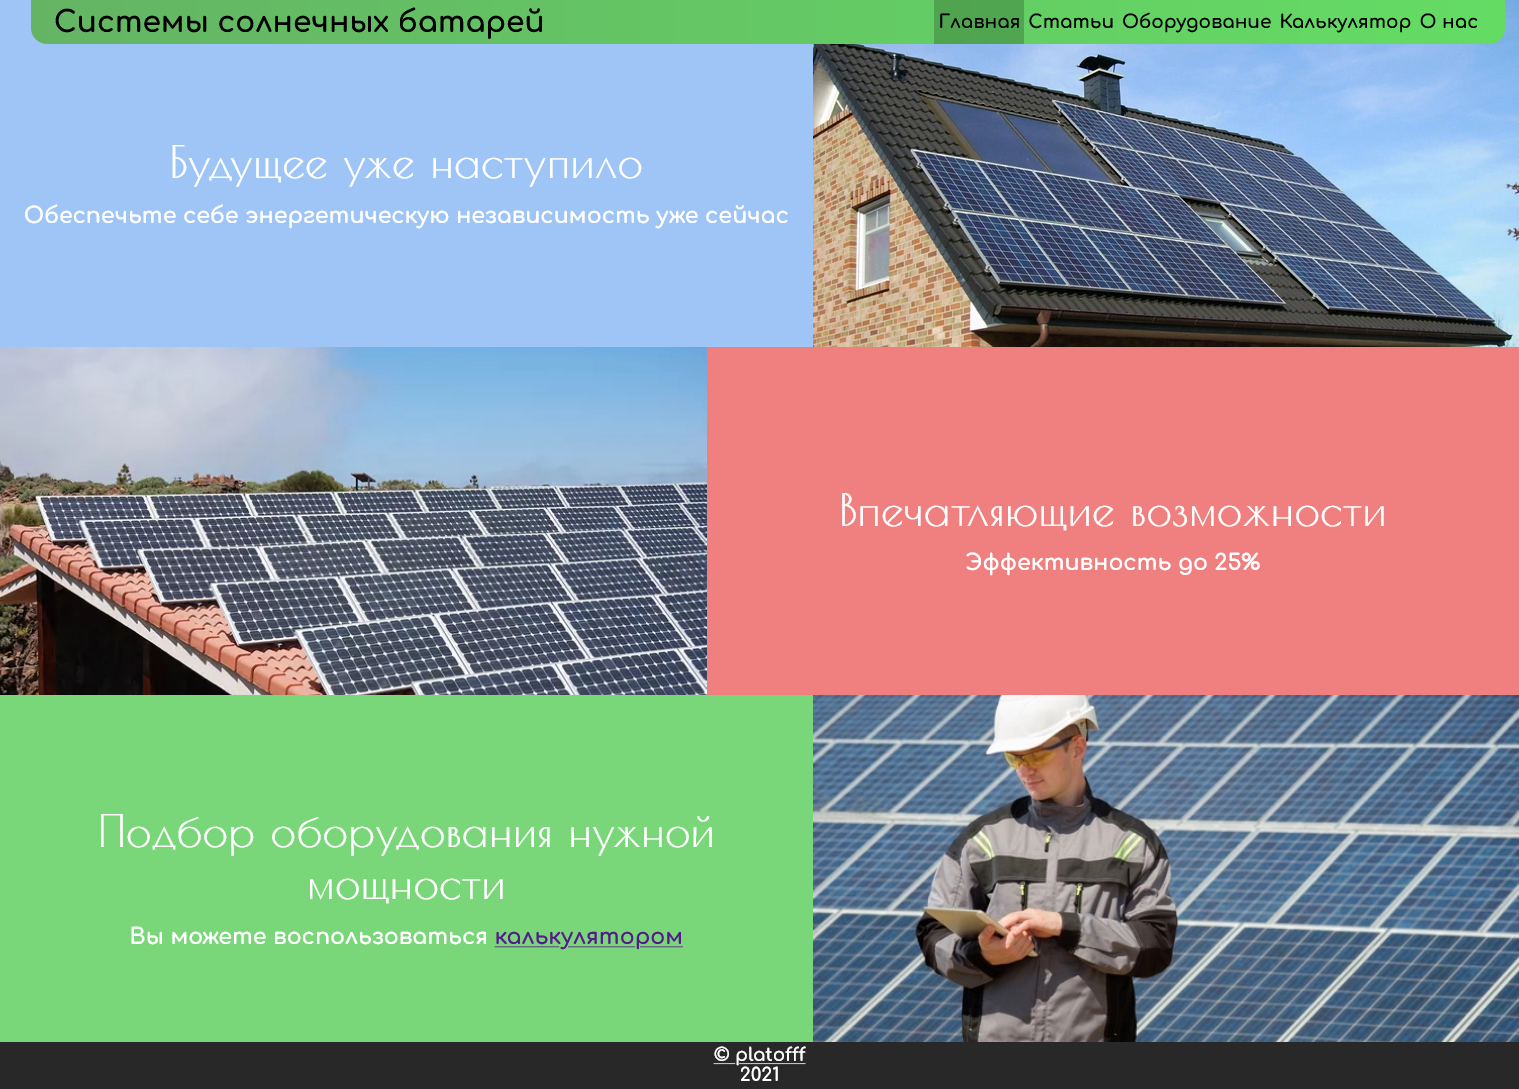 Системы солнечных батарей
Главная Статьи Оборудование Калькулятор О нас
Будущее уже наступило
Обеспечьте себе энергетическую независимость уже сейчас
Впечатляющие возможности
Эффективность до 25%
Подбор оборудования нужной
мощности
Вы можете воспользоваться калькулятором
© platofff
2021